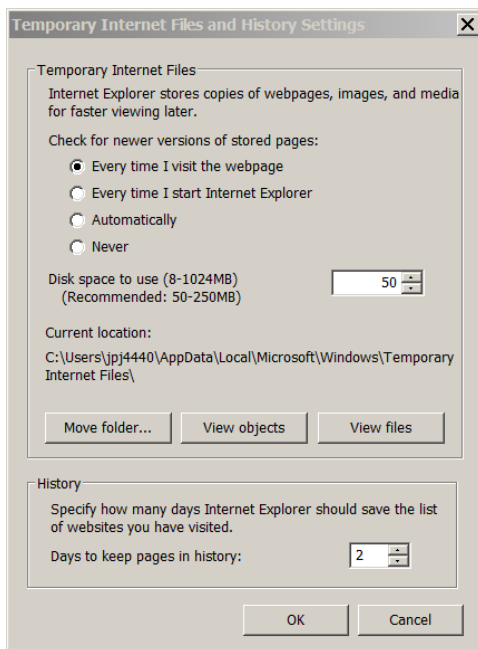 Temporary Internet Files and History Settings
Temporary Internet Files
Internet Explorer stores copies of webpages, images, and media
for faster viewing later.
Check for newer versions of stored pages:
Every time I visit the webpage
Every time I start Internet Explorer
Automatically
Never
Disk space to use (8-1024MB)
50
(Recommended: 50-250MB)
Current location:
C:\Users\jpj4440\AppData\Local\Microsoft\Windows\Temporary
Internet Files\
Move folder... View objects View files
History
Specify how many days Internet Explorer should save the list
of websites you have visited.
Days to keep pages in history: 2
OK Cancel